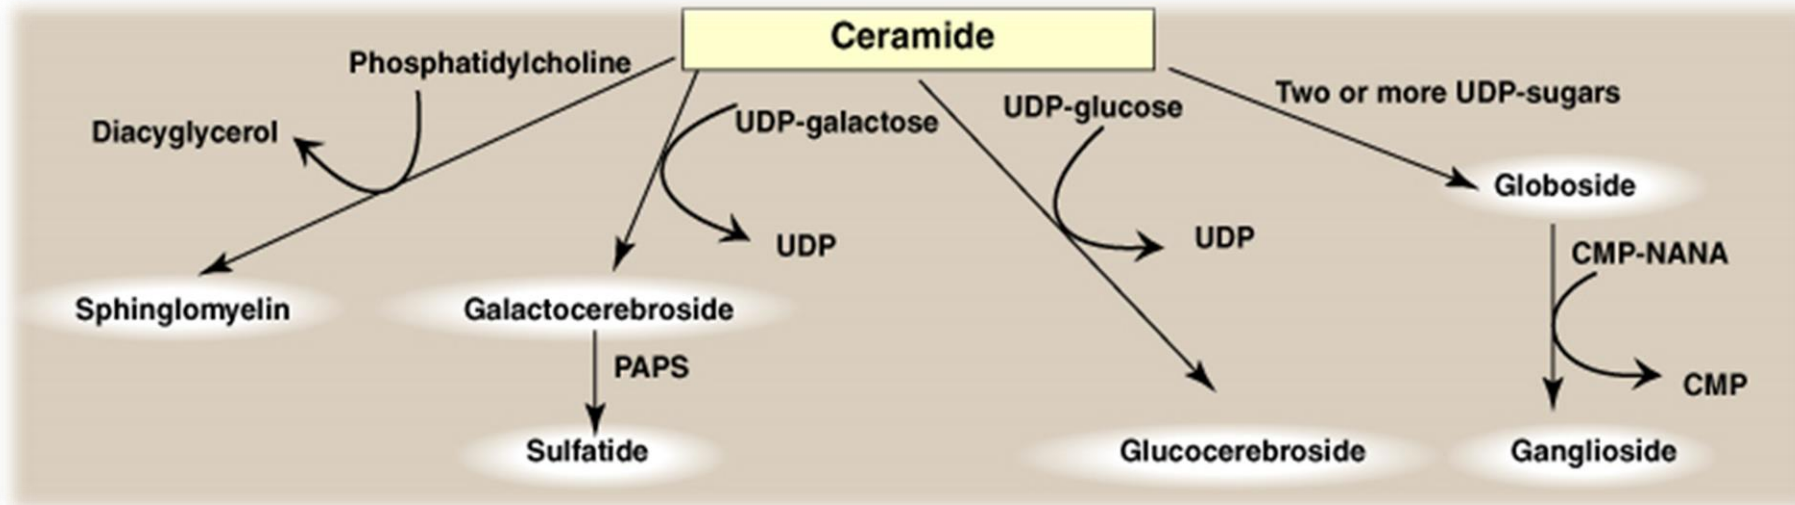 Ceramide
Phosphatidylcholine
Diacyglycerol
UDP-galactose
UDP
UDP-glucose
UDP
Two or more UDP-sugars
Globoside
CMP-NANA
CMP
Sphinglomyelin
Galactocerebroside
PAPS
Sulfatide
Glucocerebroside
Ganglioside